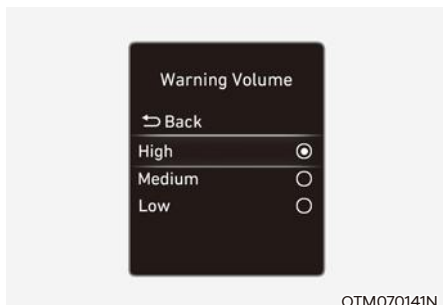 Warning Volume
Back
High
Medium
Low
OTM070141N